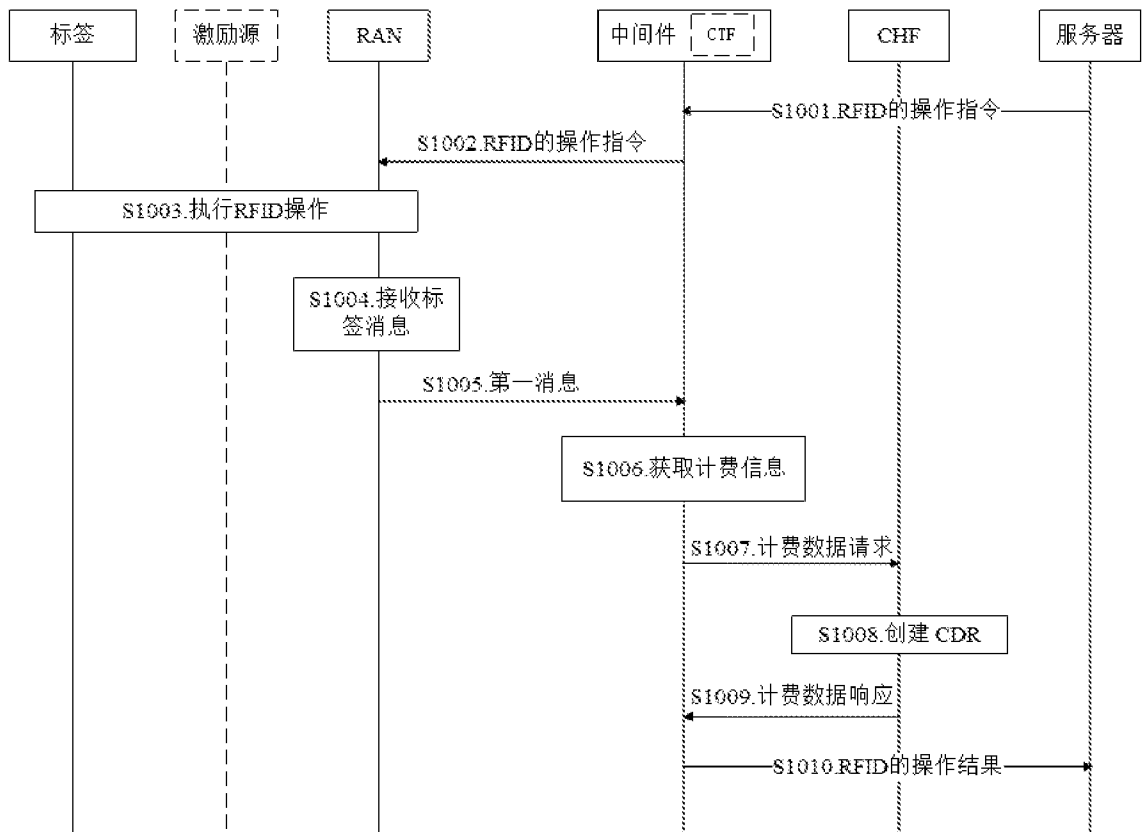 标签
激励源
RAN
中间件
CTF
CHF
服务器
S1001.RFID的操作指令
S1002.RFID的操作指令
S1003.执行RFID操作
S1004.接收标
签消息
S1005.第一消息
S1006.获取计费信息
S1007.计费数据请求
S1008.创建 CDR
S1009.计费数据响应
S1010.RFID的操作结果